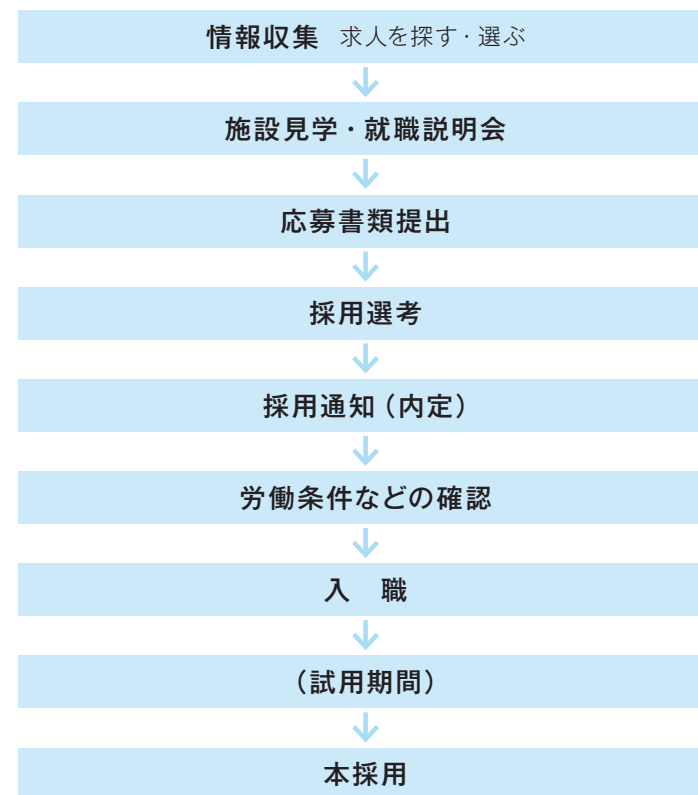 情報収集 求人を探す・選ぶ
施設見学・就職説明会
応募書類提出
採用選考
採用通知(内定)
労働条件などの確認
入　職
(試用期間)
本採用